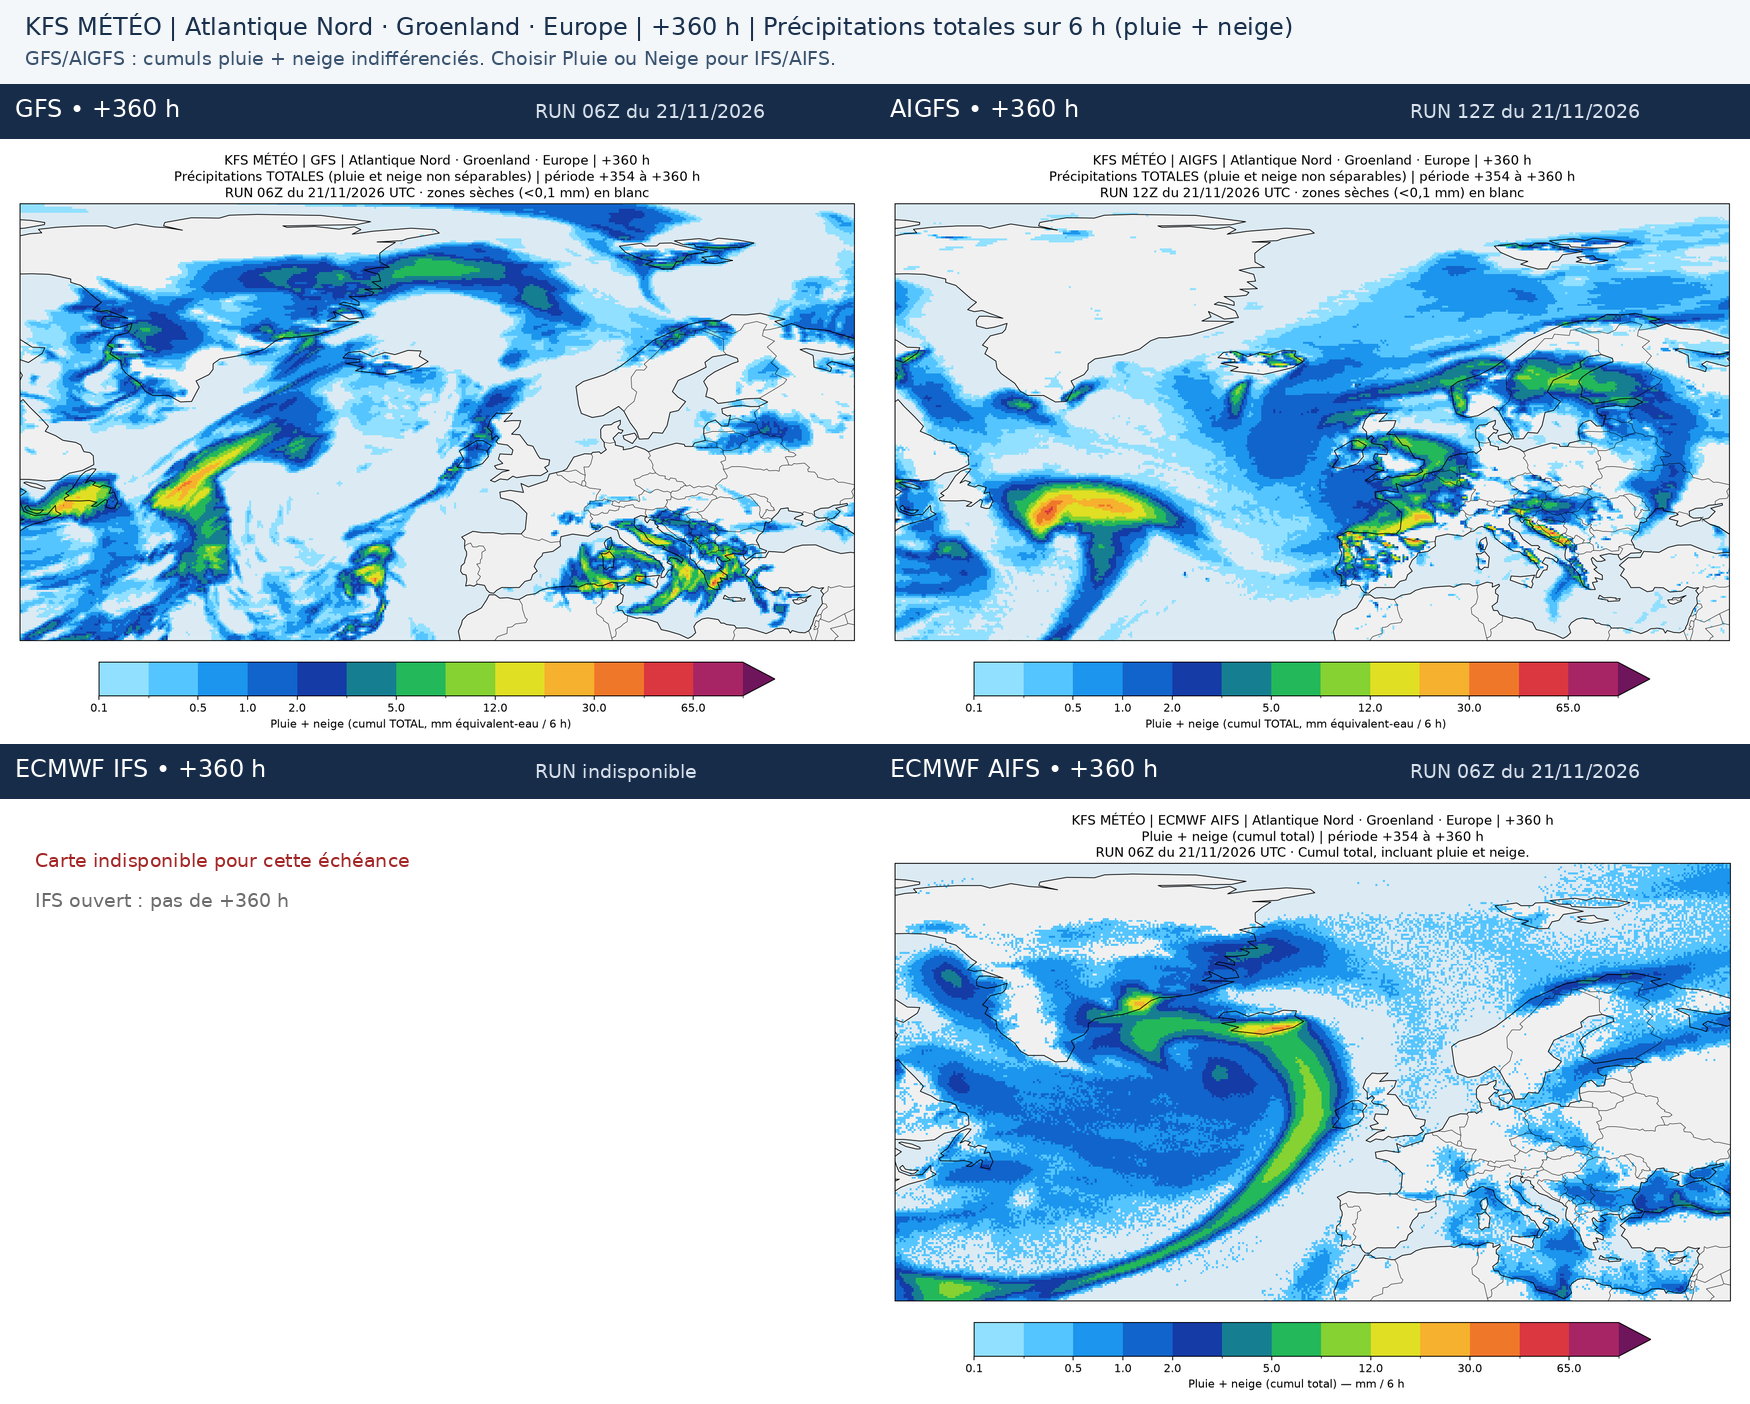 KFS MÉTÉO | Atlantique Nord · Groenland · Europe | +360 h | Précipitations totales sur 6 h (pluie + neige)
GFS/AIGFS : cumuls pluie + neige indifférenciés. Choisir Pluie ou Neige pour IFS/AIFS.
GFS • +360 h
RUN 06Z du 21/11/2026
KFS MÉTÉO | GFS | Atlantique Nord · Groenland · Europe | +360 h
Précipitations TOTALES (pluie et neige non séparables) | période +354 à +360 h
RUN 06Z du 21/11/2026 UTC · zones sèches (<0,1 mm) en blanc
0.1 0.5 1.0 2.0 5.0 12.0 30.0 65.0
Pluie + neige (cumul TOTAL, mm équivalent-eau / 6 h)
AIGFS • +360 h
RUN 12Z du 21/11/2026
KFS MÉTÉO | AIGFS | Atlantique Nord · Groenland · Europe | +360 h
Précipitations TOTALES (pluie et neige non séparables) | période +354 à +360 h
RUN 12Z du 21/11/2026 UTC · zones sèches (<0,1 mm) en blanc
0.1 0.5 1.0 2.0 5.0 12.0 30.0 65.0
Pluie + neige (cumul TOTAL, mm équivalent-eau / 6 h)
ECMWF IFS • +360 h
RUN indisponible
Carte indisponible pour cette échéance
IFS ouvert : pas de +360 h
ECMWF AIFS • +360 h
RUN 06Z du 21/11/2026
KFS MÉTÉO | ECMWF AIFS | Atlantique Nord · Groenland · Europe | +360 h
Pluie + neige (cumul total) | période +354 à +360 h
RUN 06Z du 21/11/2026 UTC · Cumul total, incluant pluie et neige.
0.1 0.5 1.0 2.0 5.0 12.0 30.0 65.0
Pluie + neige (cumul total) — mm / 6 h